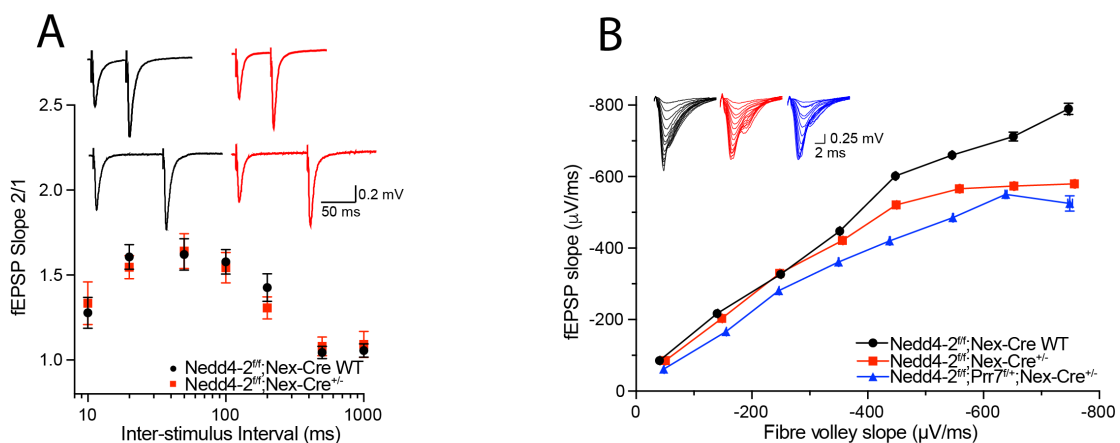 A
0.2 mV
50 ms
fEPSP Slope 2/1
2.5
2.0
1.5
1.0
Nedd4-2f/f;Nex-Cre WT
Nedd4-2f/f;Nex-Cre+/-
10
100
1000
Inter-stimulus Interval (ms)
B
0.25 mV
2 ms
fEPSP slope (μV/ms)
-800
-600
-400
-200
0
Nedd4-2f/f;Nex-Cre WT
Nedd4-2f/f;Nex-Cre+/-
Nedd4-2f/f;Prr7f/+;Nex-Cre+/-
0
-200
-400
-600
-800
Fibre volley slope (μV/ms)